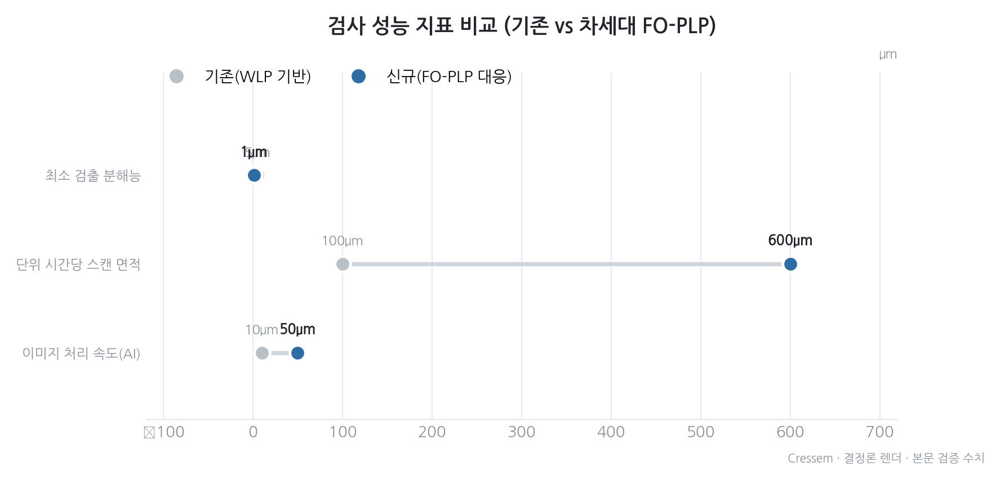 검사 성능 지표 비교 (기존 vs 차세대 FO-PLP)
µm
기존(WLP 기반) 신규(FO-PLP 대응)
1µm
최소 검출 분해능
100µm 600µm
단위 시간당 스캔 면적
10µm 50µm
이미지 처리 속도(AI)
100 0 100 200 300 400 500 600 700
Cressem · 결정론 렌더 · 본문 검증 수치